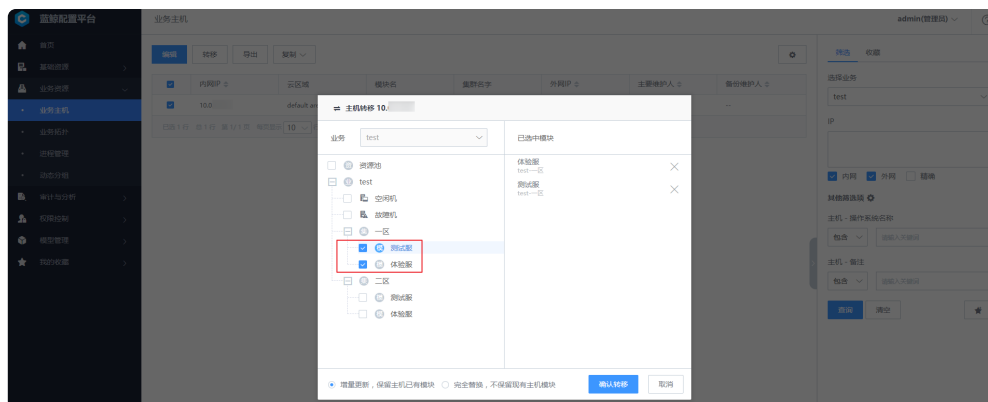 蓝鲸配置平台
业务主机
admin(管理员)
首页
基础资源
业务资源
业务主机
业务拓扑
进程管理
动态分组
审计与分析
权限控制
模型管理
我的收藏
编辑 转移 导出 复制
内网IP 云区域 模块名 集群名字 外网IP 主要维护人 备份维护人
10.0 default are --
10
筛选 收藏
选择业务
test
IP
内网 外网 精确
其他筛选项
主机 - 操作系统名称
包含 请输入关键词
主机 - 备注
包含 请输入关键词
查询 清空
主机转移 10.
业务 test
资源池
test
空闲机
故障机
一区
测试服
体验服
二区
测试服
体验服
已选中模块
体验服
test-一区
测试服
test-一区
增量更新，保留主机已有模块 完全替换，不保留现有主机模块
确认转移 取消